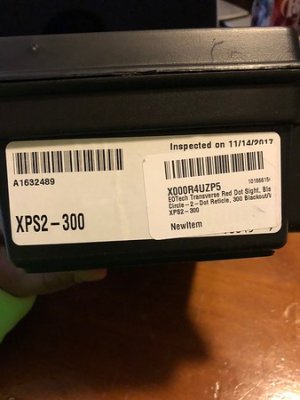 Inspected on 11/14/2017
A1632489
XPS2-300
X000R4UZP5
EOTech Transverse Red Dot Sight, Bla
Circle-2-Dot Reticle, 300 Blackout/W
XPS2-300
NewItem